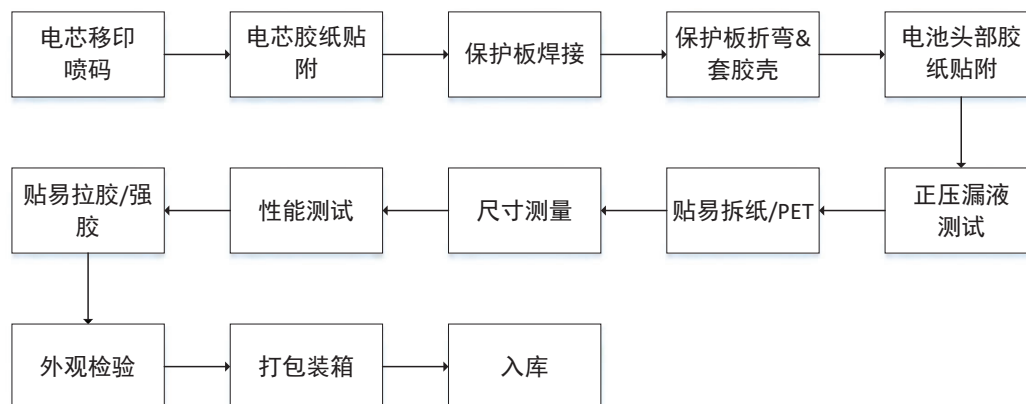 电芯移印
喷码
电芯胶纸贴
附
保护板焊接
保护板折弯&
套胶壳
电池头部胶
纸贴附
正压漏液
测试
贴易拆纸/PET
尺寸测量
性能测试
贴易拉胶/强
胶
外观检验
打包装箱
入库